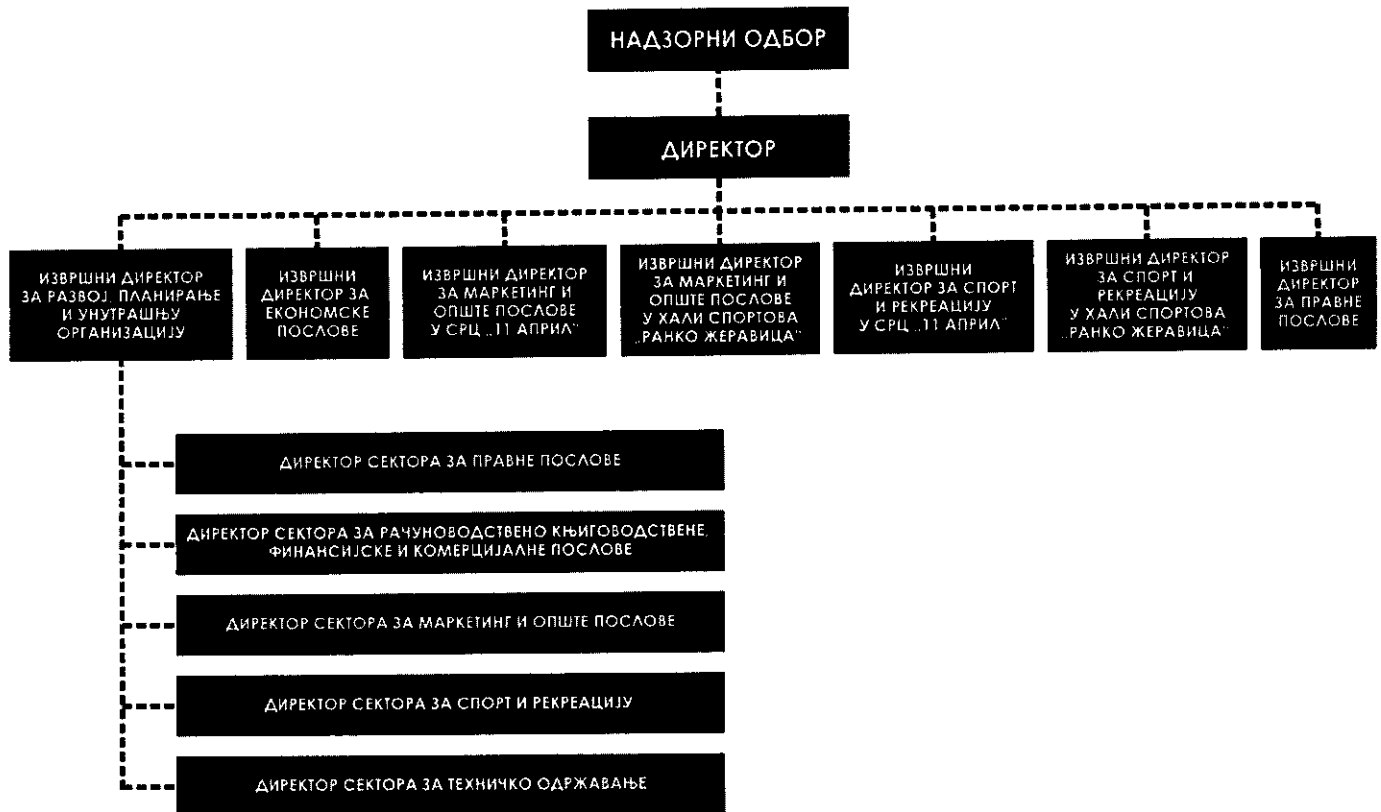 НАДЗОРНИ ОДБОР
ДИРЕКТОР
ИЗВРШНИ ДИРЕКТОР
ЗА РАЗВОЈ, ПЛАНИРАЊЕ
И УНУТРАШЊУ
ОРГАНИЗАЦИЈУ
ИЗВРШНИ
ДИРЕКТОР ЗА
ЕКОНОМСКЕ
ПОСЛОВЕ
ИЗВРШНИ ДИРЕКТОР
ЗА МАРКЕТИНГ И
ОПШТЕ ПОСЛОВЕ
У СРЦ „11 АПРИЛ“
ИЗВРШНИ ДИРЕКТОР
ЗА МАРКЕТИНГ И
ОПШТЕ ПОСЛОВЕ
У ХАЛИ СПОРТОВА
„РАНКО ЖЕРАВИЦА“
ИЗВРШНИ
ДИРЕКТОР ЗА СПОРТ
И РЕКРЕАЦИЈУ
У СРЦ „11 АПРИЛ“
ИЗВРШНИ ДИРЕКТОР
ЗА СПОРТ И
РЕКРЕАЦИЈУ
У ХАЛИ СПОРТОВА
„РАНКО ЖЕРАВИЦА“
ИЗВРШНИ
ДИРЕКТОР
ЗА ПРАВНЕ
ПОСЛОВЕ
ДИРЕКТОР СЕКТОРА ЗА ПРАВНЕ ПОСЛОВЕ
ДИРЕКТОР СЕКТОРА ЗА РАЧУНОВОДСТВЕНО КЊИГОВОДСТВЕНЕ,
ФИНАНСИЈСКЕ И КОМЕРЦИЈАЛНЕ ПОСЛОВЕ
ДИРЕКТОР СЕКТОРА ЗА МАРКЕТИНГ И ОПШТЕ ПОСЛОВЕ
ДИРЕКТОР СЕКТОРА ЗА СПОРТ И РЕКРЕАЦИЈУ
ДИРЕКТОР СЕКТОРА ЗА ТЕХНИЧКО ОДРЖАВАЊЕ